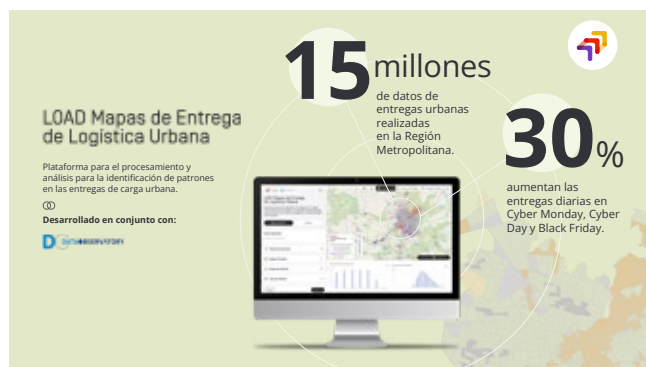 LOAD Mapas de Entrega
de Logística Urbana
Plataforma para el procesamiento y
análisis para la identificación de patrones
en las entregas de carga urbana.
Desarrollado en conjunto con:
15 millones
de datos de
entregas urbanas
realizadas
en la Región
Metropolitana.
30%
aumentan las
entregas diarias en
Cyber Monday, Cyber
Day y Black Friday.